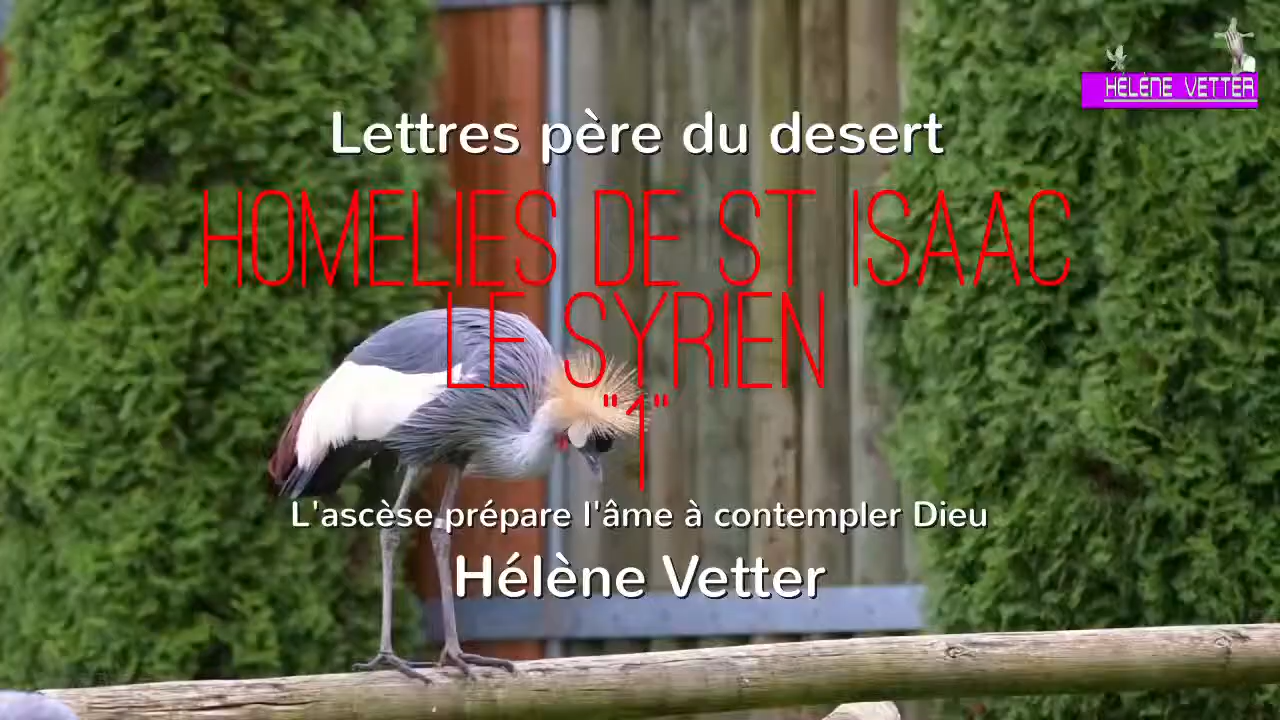 HÉLÈNE VETTER
Lettres père du desert
HOMELIES DE ST ISAAC
LE SYRIEN
"1"
L'ascèse prépare l'âme à contempler Dieu
Hélène Vetter